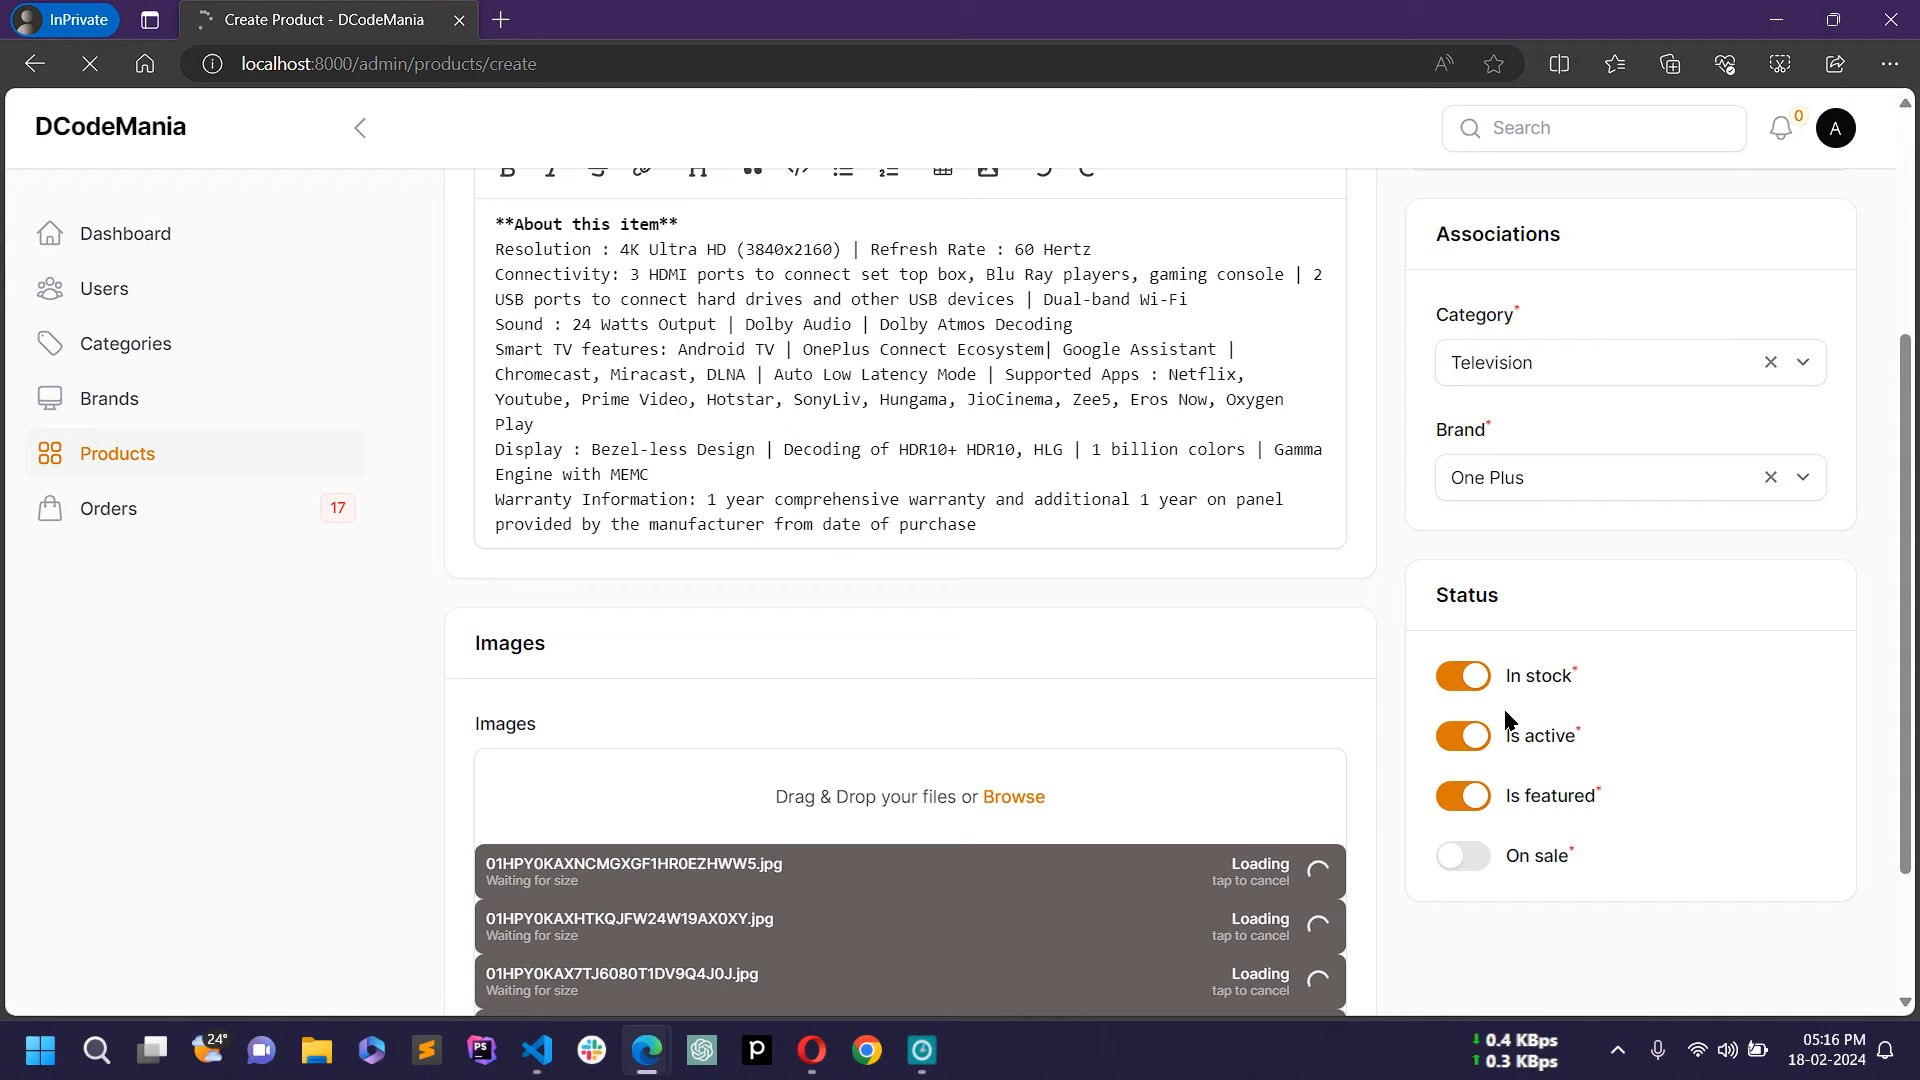 InPrivate
Create Product - DCodeMania
localhost:8000/admin/products/create
DCodeMania
Search
0
A
Dashboard
Users
Categories
Brands
Products
Orders
17
**About this item**
Resolution : 4K Ultra HD (3840x2160) | Refresh Rate : 60 Hertz
Connectivity: 3 HDMI ports to connect set top box, Blu Ray players, gaming console | 2
USB ports to connect hard drives and other USB devices | Dual-band Wi-Fi
Sound : 24 Watts Output | Dolby Audio | Dolby Atmos Decoding
Smart TV features: Android TV | OnePlus Connect Ecosystem| Google Assistant |
Chromecast, Miracast, DLNA | Auto Low Latency Mode | Supported Apps : Netflix,
Youtube, Prime Video, Hotstar, SonyLiv, Hungama, JioCinema, Zee5, Eros Now, Oxygen
Play
Display : Bezel-less Design | Decoding of HDR10+ HDR10, HLG | 1 billion colors | Gamma
Engine with MEMC
Warranty Information: 1 year comprehensive warranty and additional 1 year on panel
provided by the manufacturer from date of purchase
Images
Images
Drag & Drop your files or Browse
01HPY0KAXNCMGXGF1HR0EZHWW5.jpg
Waiting for size
Loading
tap to cancel
01HPY0KAXHTKQJFW24W19AX0XY.jpg
Waiting for size
Loading
tap to cancel
01HPY0KAX7TJ6080T1DV9Q4J0J.jpg
Waiting for size
Loading
tap to cancel
Associations
Category*
Television
Brand*
One Plus
Status
In stock*
Is active*
Is featured*
On sale*
24°
PS
0.4 KBps
0.3 KBps
05:16 PM
18-02-2024